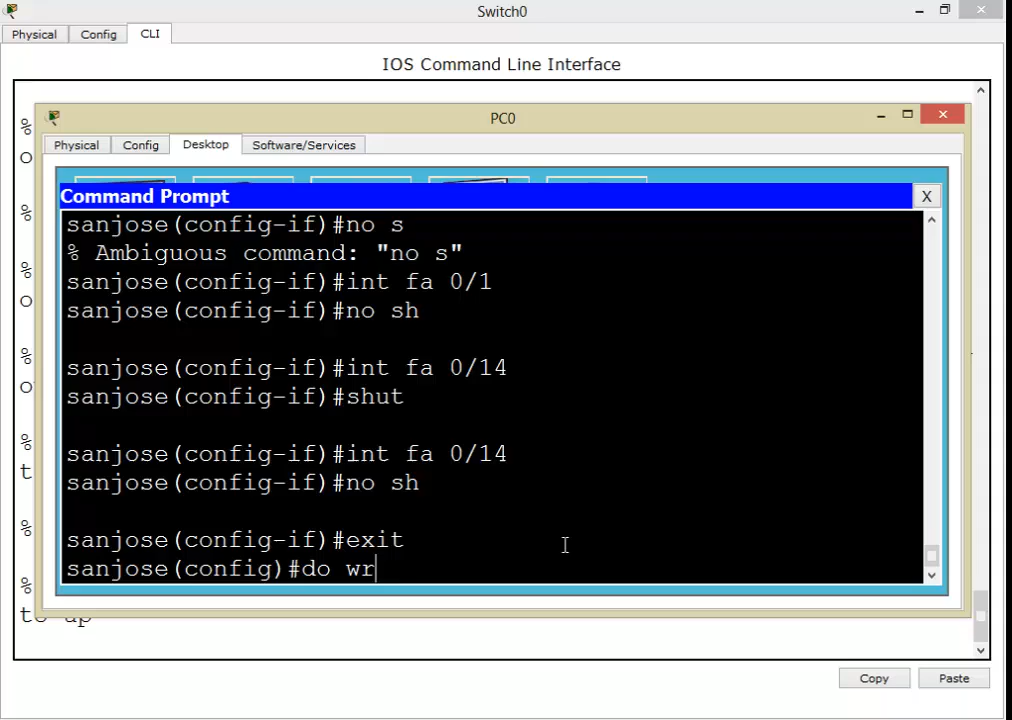 Switch0
Physical Config CLI
IOS Command Line Interface
PC0
Physical Config Desktop Software/Services
Command Prompt X
sanjose(config-if)#no s
% Ambiguous command: "no s"
sanjose(config-if)#int fa 0/1
sanjose(config-if)#no sh
sanjose(config-if)#int fa 0/14
sanjose(config-if)#shut
sanjose(config-if)#int fa 0/14
sanjose(config-if)#no sh
sanjose(config-if)#exit
sanjose(config)#do wr
to up
Copy Paste